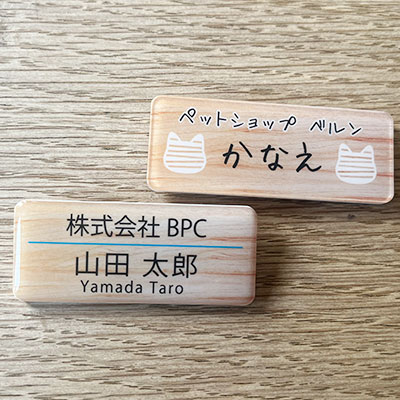 ペットショップ ベルン
かなえ
株式会社 BPC
山田 太郎
Yamada Taro